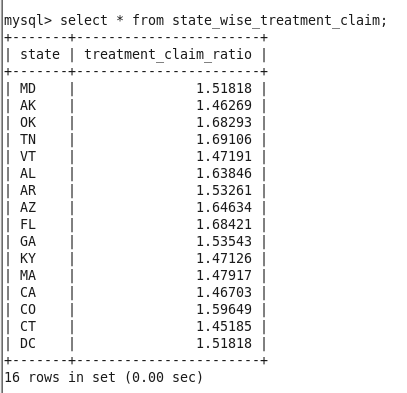 mysql> select * from state_wise_treatment_claim;
+-------+-----------------------+
| state | treatment_claim_ratio |
+-------+-----------------------+
| MD    |               1.51818 |
| AK    |               1.46269 |
| OK    |               1.68293 |
| TN    |               1.69106 |
| VT    |               1.47191 |
| AL    |               1.63846 |
| AR    |               1.53261 |
| AZ    |               1.64634 |
| FL    |               1.68421 |
| GA    |               1.53543 |
| KY    |               1.47126 |
| MA    |               1.47917 |
| CA    |               1.46703 |
| CO    |               1.59649 |
| CT    |               1.45185 |
| DC    |               1.51818 |
+-------+-----------------------+
16 rows in set (0.00 sec)